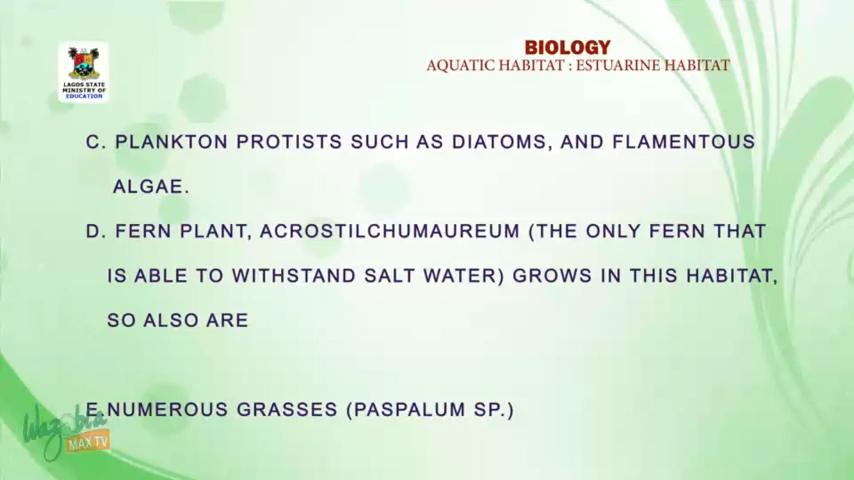 BIOLOGY
AQUATIC HABITAT : ESTUARINE HABITAT
LAGOS STATE
MINISTRY OF
EDUCATION
C. PLANKTON PROTISTS SUCH AS DIATOMS, AND FLAMENTOUS
ALGAE.
D. FERN PLANT, ACROSTILCHUMAUREUM (THE ONLY FERN THAT
IS ABLE TO WITHSTAND SALT WATER) GROWS IN THIS HABITAT,
SO ALSO ARE
E.NUMEROUS GRASSES (PASPALUM SP.)
Wazobia
MAX TV